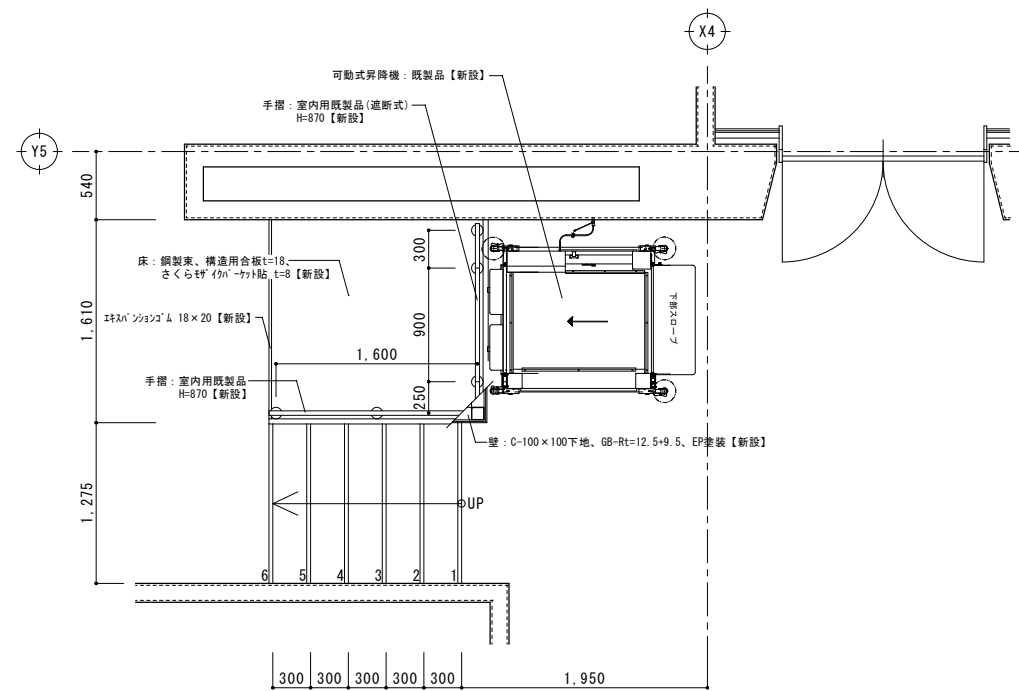 X4
可動式昇降機：既製品【新設】
手摺：室内用既製品(遮断式)
H=870【新設】
Y5
540
床：鋼製束、構造用合板t=18、
さくらモザイクパーケット貼 t=8【新設】
300
下部スロープ
エキスパンションゴム 18×20【新設】
1,610
900
1,600
手摺：室内用既製品
H=870【新設】
250
壁：C-100×100下地、GB-Rt=12.5+9.5、EP塗装【新設】
1,275
UP
6 5 4 3 2 1
300 300 300 300 300 1,950